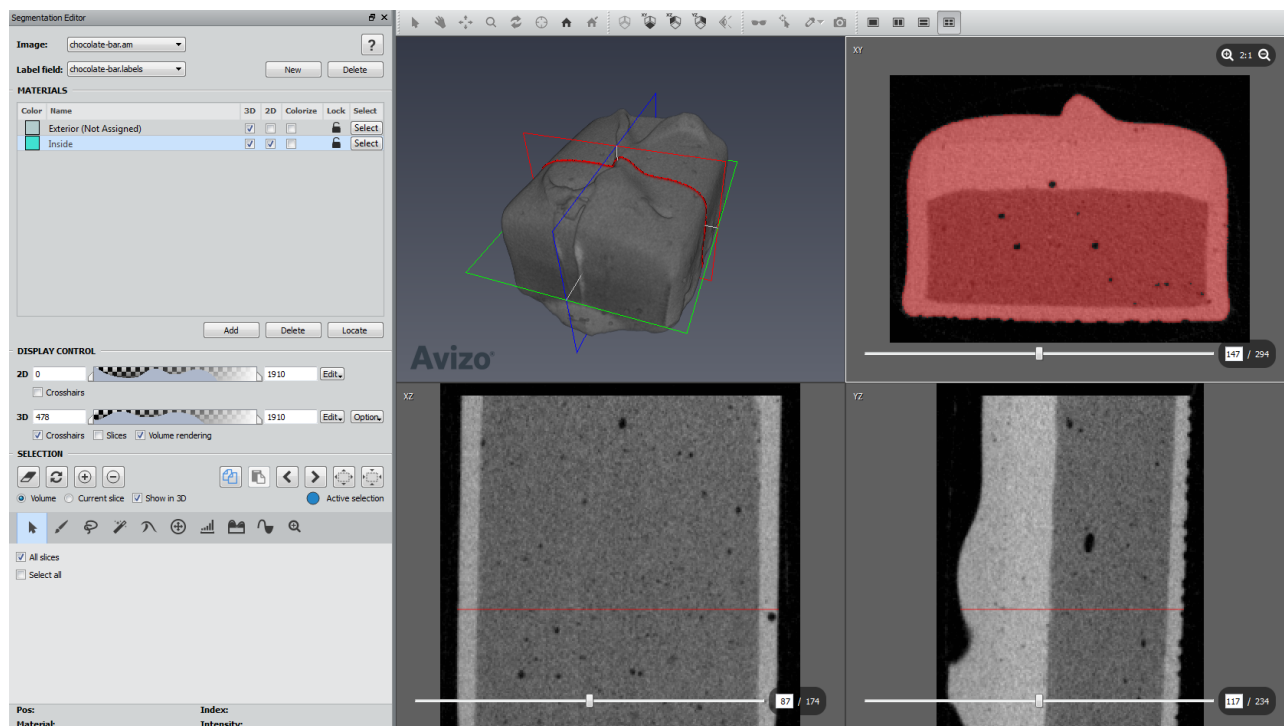 Segmentation Editor
Image: chocolate-bar.am ?
Label field: chocolate-bar.labels New Delete
MATERIALS
Color Name 3D 2D Colorize Lock Select
Exterior (Not Assigned) Select
Inside Select
Add Delete Locate
DISPLAY CONTROL
2D 0 1910 Edit
Crosshairs
3D 478 1910 Edit Option
Crosshairs Slices Volume rendering
SELECTION
Volume Current slice Show in 3D Active selection
All slices
Select all
Pos: Index:
Material: Intensity:
XY XZ YZ
Avizo
XY
2:1
147 / 294
XZ
87 / 174
YZ
117 / 234